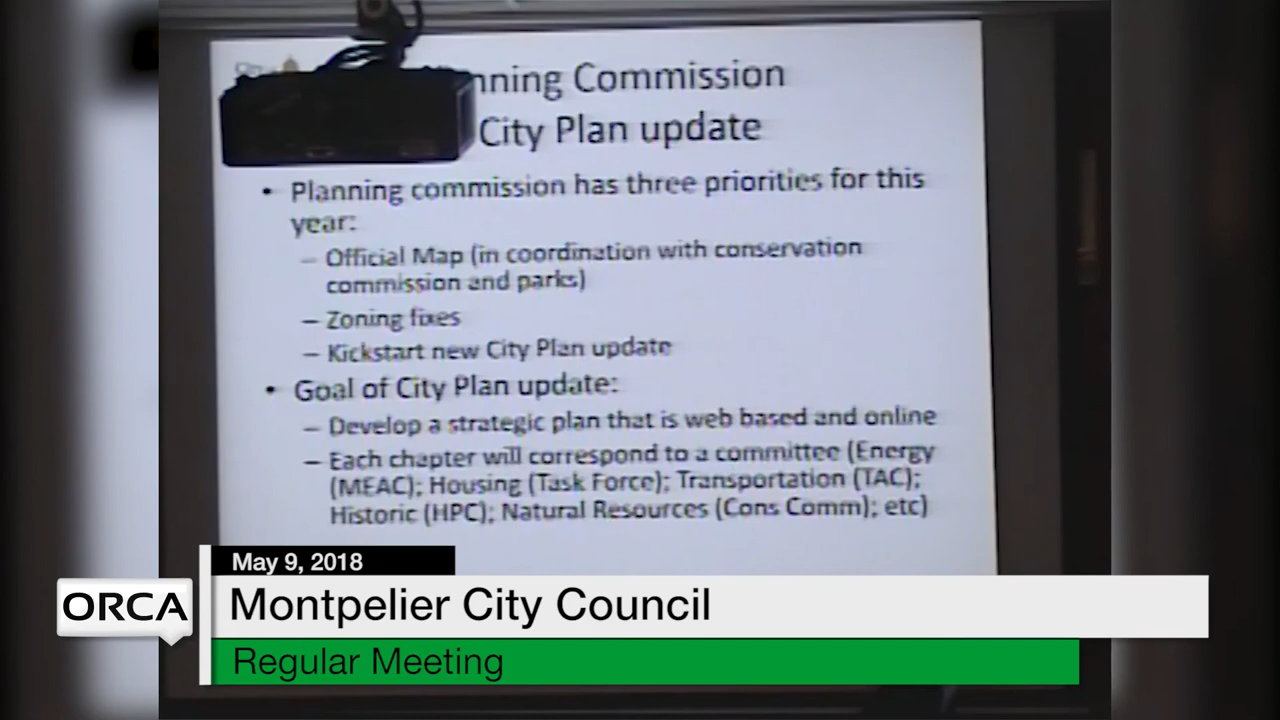 nning Commission
City Plan update
• Planning commission has three priorities for this
year:
– Official Map (in coordination with conservation
commission and parks)
– Zoning fixes
– Kickstart new City Plan update
• Goal of City Plan update:
– Develop a strategic plan that is web based and online
– Each chapter will correspond to a committee (Energy
(MEAC); Housing (Task Force); Transportation (TAC);
Historic (HPC); Natural Resources (Cons Comm); etc)
May 9, 2018
ORCA
Montpelier City Council
Regular Meeting